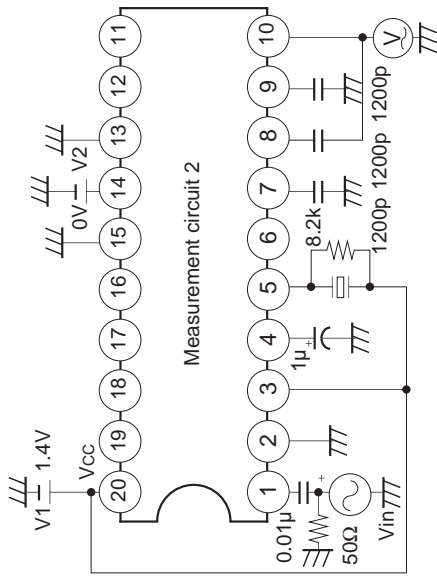 V1
1.4V
VCC
0V
V2
20
19
18
17
16
15
14
13
12
11
Measurement circuit 2
1
2
3
4
5
6
7
8
9
10
0.01µ
+
50Ω
Vin
1µ
+
8.2k
1200p
1200p
1200p
1200p
V